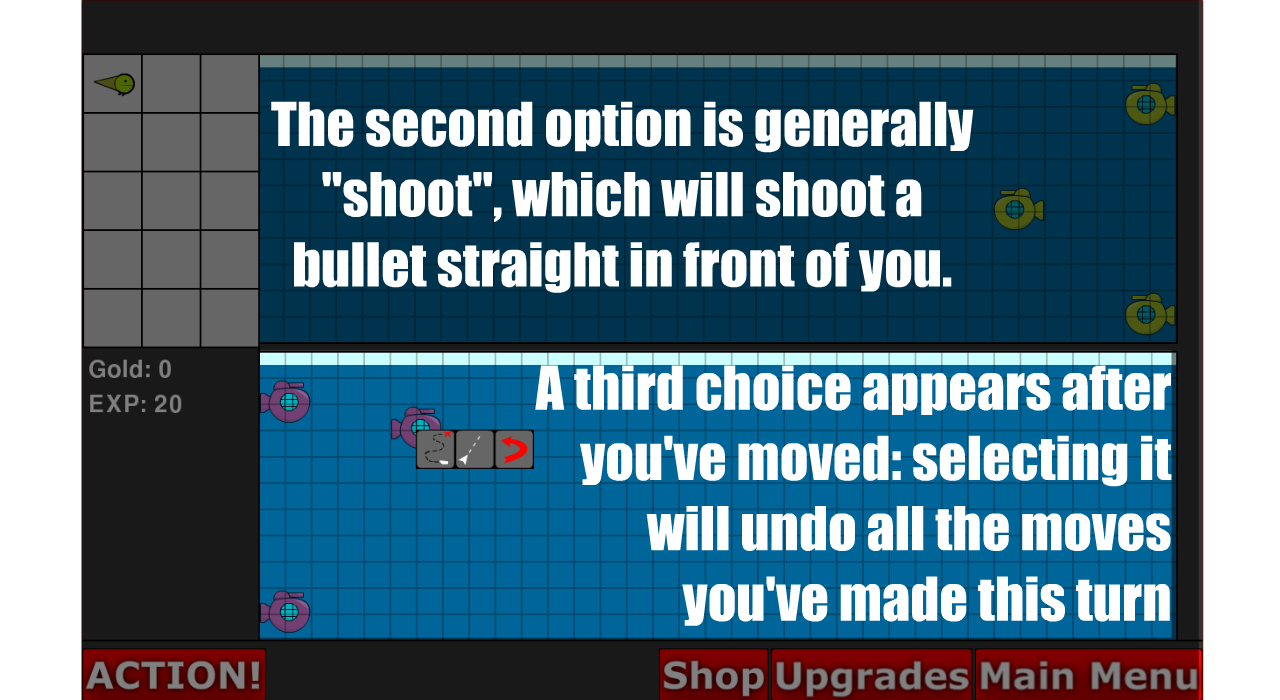 The second option is generally
"shoot", which will shoot a
bullet straight in front of you.
Gold: 0
EXP: 20
A third choice appears after
you've moved: selecting it
will undo all the moves
you've made this turn
ACTION!
Shop
Upgrades
Main Menu